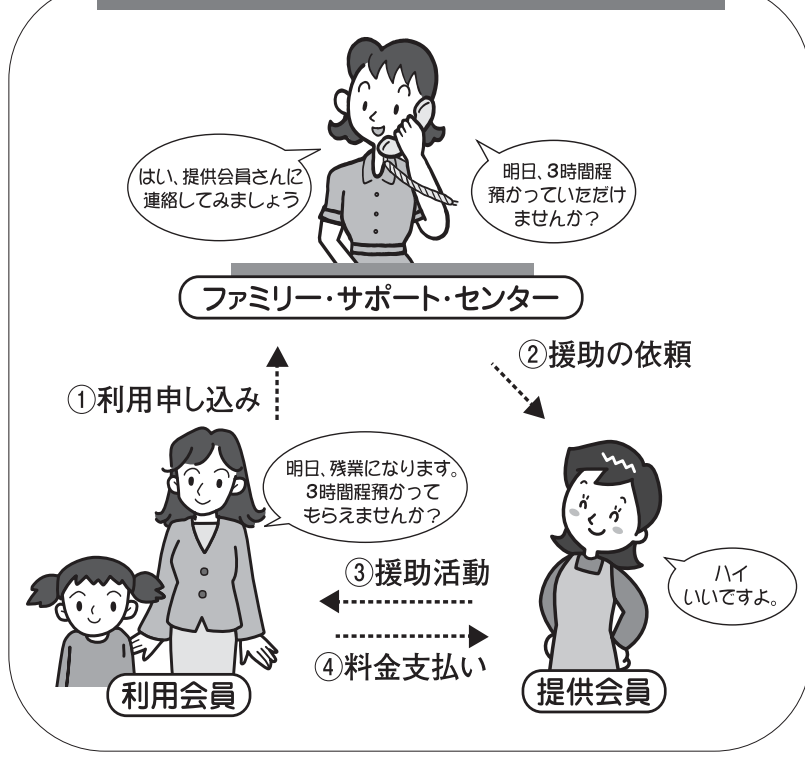 はい、提供会員さんに
連絡してみましょう
明日、3時間程
預かっていただけ
ませんか？
ファミリー・サポート・センター
①利用申し込み
②援助の依頼
明日、残業になります。
3時間程預かって
もらえませんか？
③援助活動
④料金支払い
ハイ
いいですよ。
利用会員
提供会員